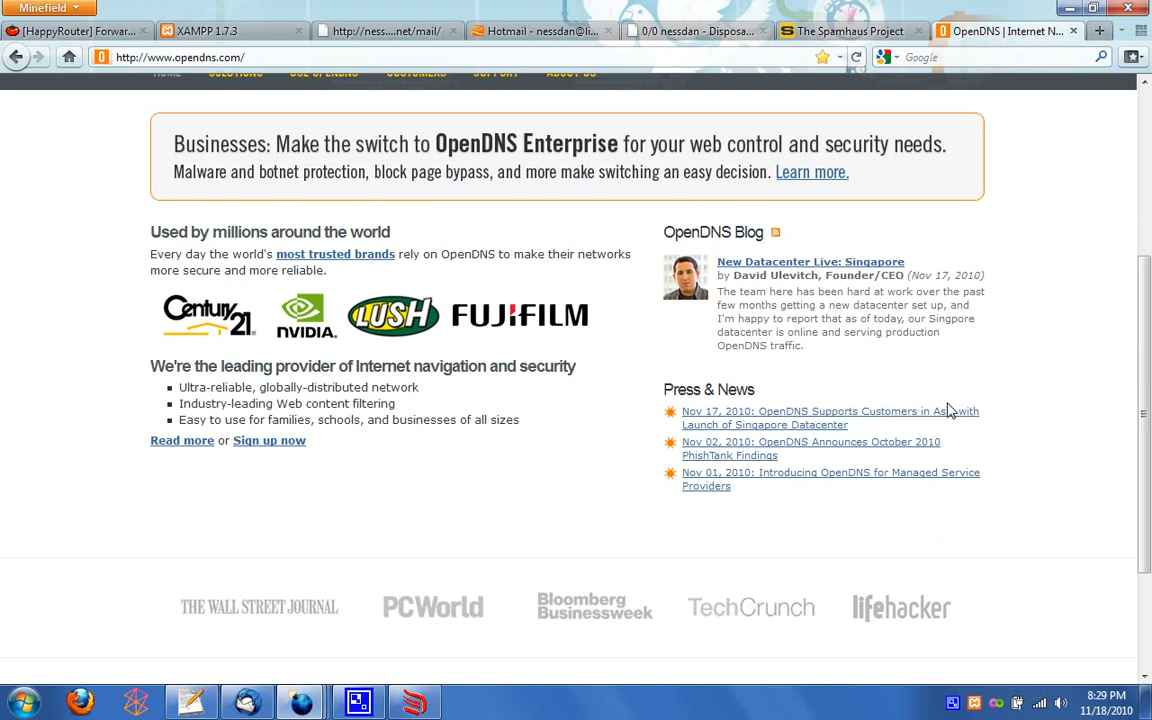 Minefield
[HappyRouter] Forwar...
XAMPP 1.7.3
http://ness....net/mail/
Hotmail - nessdan@li...
0/0 nessdan - Disposa...
The Spamhaus Project
OpenDNS | Internet N...
http://www.opendns.com/
Google
HOME SOLUTIONS USE OPENDNS CUSTOMERS SUPPORT ABOUT US
Businesses: Make the switch to OpenDNS Enterprise for your web control and security needs.
Malware and botnet protection, block page bypass, and more make switching an easy decision. Learn more.
Used by millions around the world
Every day the world's most trusted brands rely on OpenDNS to make their networks
more secure and more reliable.
Century 21
NVIDIA.
LUSH
FUJIFILM
We're the leading provider of Internet navigation and security
Ultra-reliable, globally-distributed network
Industry-leading Web content filtering
Easy to use for families, schools, and businesses of all sizes
Read more or Sign up now
OpenDNS Blog
New Datacenter Live: Singapore
by David Ulevitch, Founder/CEO (Nov 17, 2010)
The team here has been hard at work over the past
few months getting a new datacenter set up, and
I'm happy to report that as of today, our Singpore
datacenter is online and serving production
OpenDNS traffic.
Press & News
Nov 17, 2010: OpenDNS Supports Customers in Asia with
Launch of Singapore Datacenter
Nov 02, 2010: OpenDNS Announces October 2010
PhishTank Findings
Nov 01, 2010: Introducing OpenDNS for Managed Service
Providers
THE WALL STREET JOURNAL
PCWorld
Bloomberg
Businessweek
TechCrunch
lifehacker
8:29 PM
11/18/2010